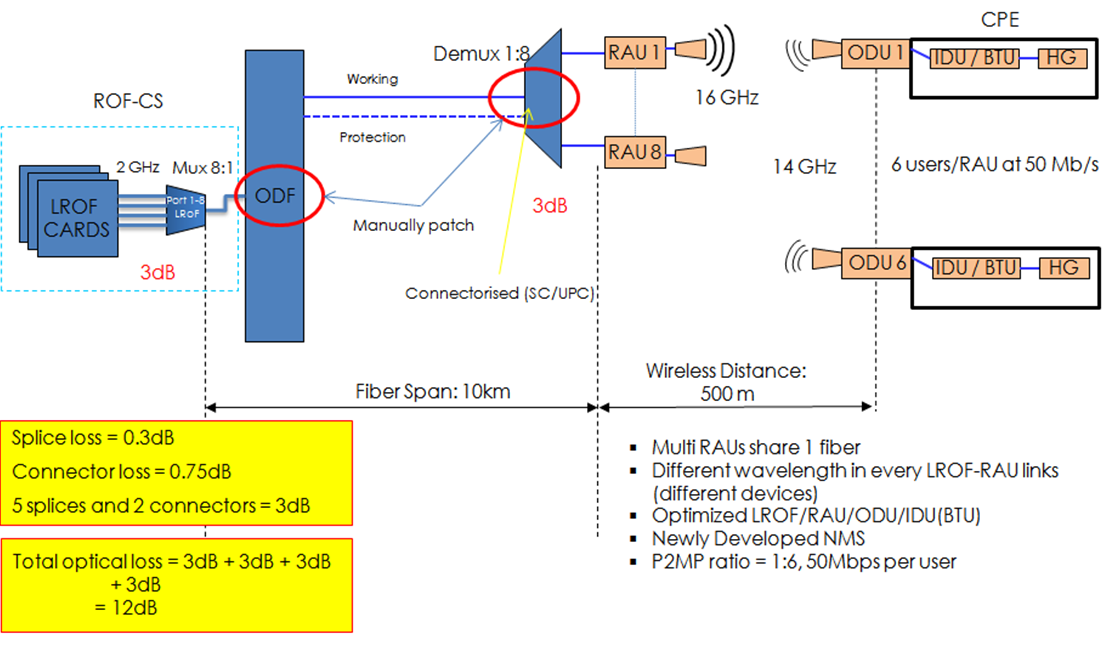 CPE
Demux 1:8
RAU 1
ODU 1
IDU / BTU
HG
Working
ROF-CS
16 GHz
Protection
2 GHz
Mux 8:1
RAU 8
14 GHz
6 users/RAU at 50 Mb/s
LROF
CARDS
Port 1-8
LRoF
ODF
3dB
Manually patch
3dB
ODU 6
IDU / BTU
HG
Connectorised (SC/UPC)
Fiber Span: 10km
Wireless Distance:
500 m
Splice loss = 0.3dB
Connector loss = 0.75dB
5 splices and 2 connectors = 3dB
Total optical loss = 3dB + 3dB + 3dB
+ 3dB
= 12dB
▪ Multi RAUs share 1 fiber
▪ Different wavelength in every LROF-RAU links
(different devices)
▪ Optimized LROF/RAU/ODU/IDU(BTU)
▪ Newly Developed NMS
▪ P2MP ratio = 1:6, 50Mbps per user